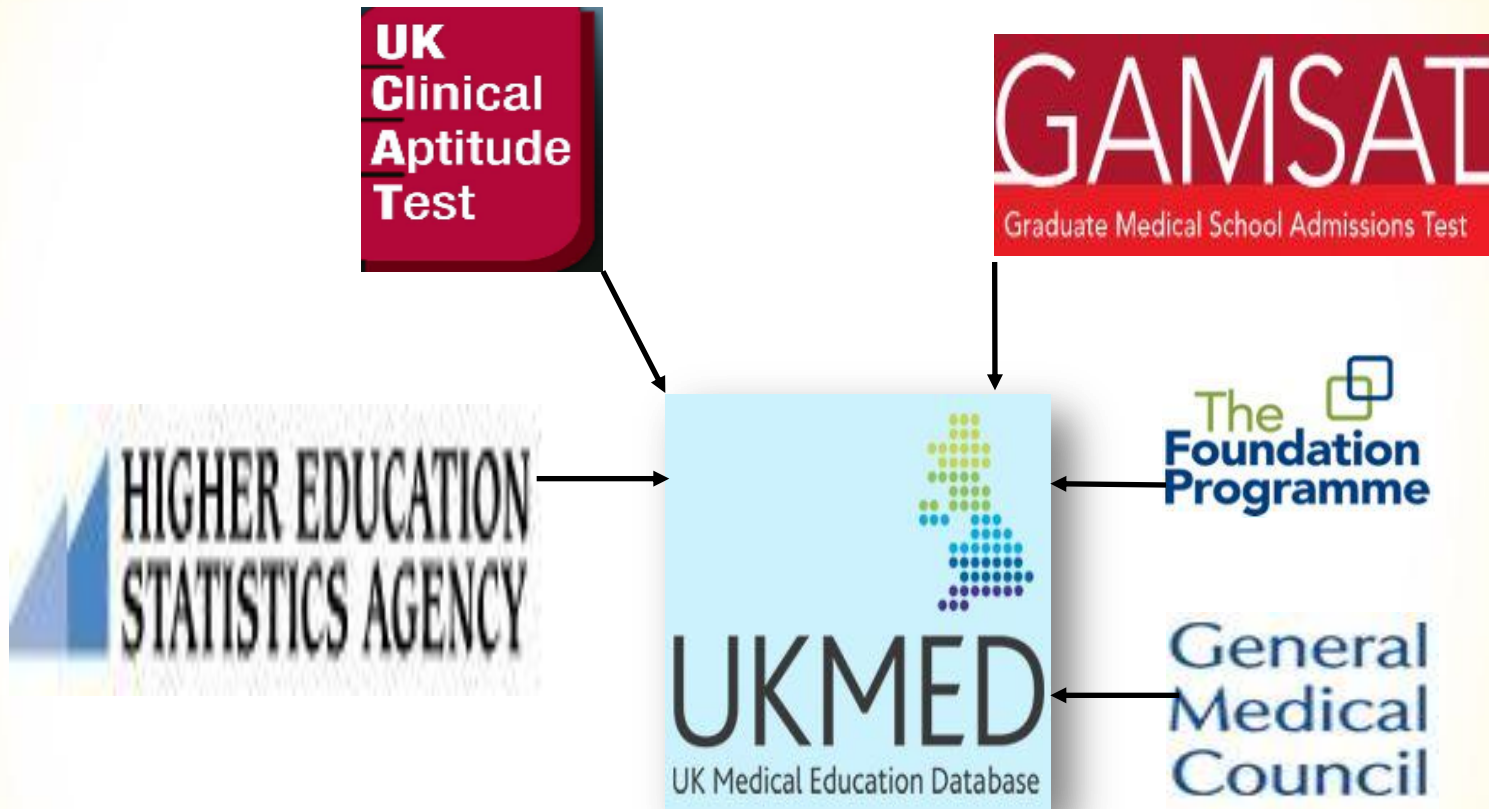 UK
Clinical
Aptitude
Test
GAMSAT
Graduate Medical School Admissions Test
HIGHER EDUCATION
STATISTICS AGENCY
UKMED
UK Medical Education Database
The
Foundation
Programme
General
Medical
Council